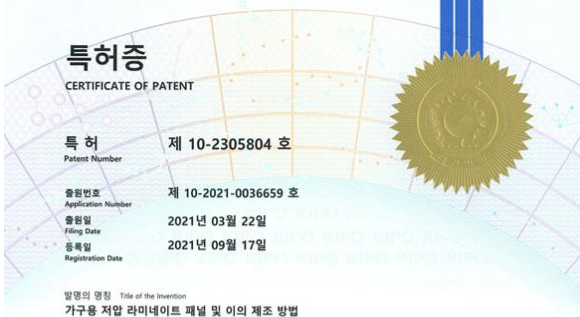 특허증
CERTIFICATE OF PATENT
특 허 제 10-2305804 호
Patent Number
출원번호 제 10-2021-0036659 호
Application Number
출원일 2021년 03월 22일
Filing Date
등록일 2021년 09월 17일
Registration Date
발명의 명칭 Title of the Invention
가구용 저압 라미네이트 패널 및 이의 제조 방법